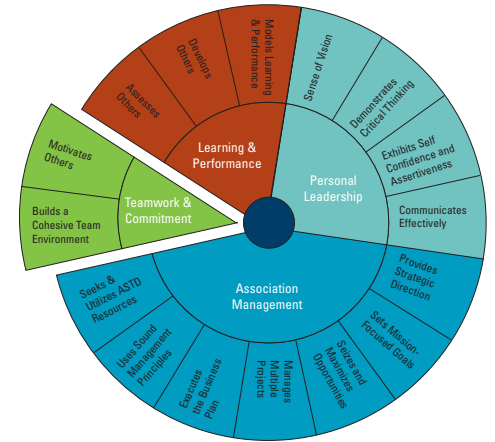 Learning &
Performance
Assesses
Others
Develops
Others
Models Learning
& Performance
Personal
Leadership
Sense of Vision
Demonstrates
Critical Thinking
Exhibits Self
Confidence and
Assertiveness
Communicates
Effectively
Association
Management
Provides
Strategic
Direction
Sets Mission-
Focused Goals
Seizes and
Maximizes
Opportunities
Manages
Multiple
Projects
Executes
the Business
Plan
Uses Sound
Management
Principles
Seeks &
Utilizes ASTD
Resources
Teamwork &
Commitment
Builds a
Cohesive Team
Environment
Motivates
Others